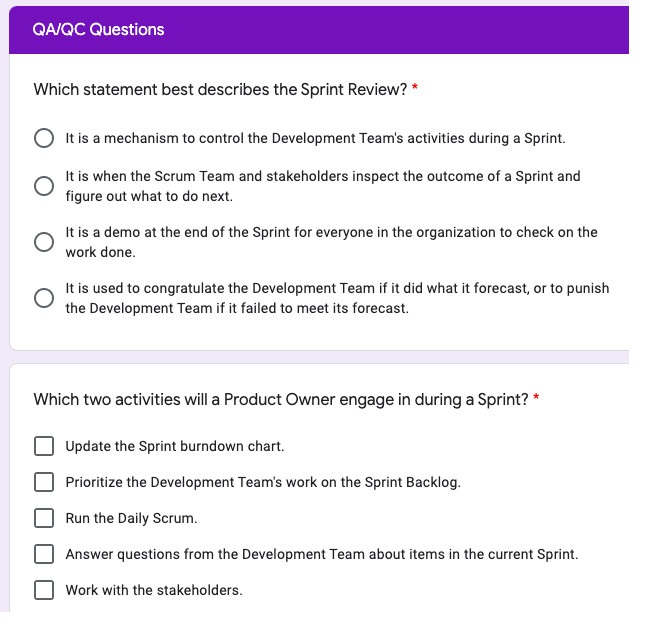 QA/QC Questions
Which statement best describes the Sprint Review? *
It is a mechanism to control the Development Team's activities during a Sprint.
It is when the Scrum Team and stakeholders inspect the outcome of a Sprint and
figure out what to do next.
It is a demo at the end of the Sprint for everyone in the organization to check on the
work done.
It is used to congratulate the Development Team if it did what it forecast, or to punish
the Development Team if it failed to meet its forecast.
Which two activities will a Product Owner engage in during a Sprint? *
Update the Sprint burndown chart.
Prioritize the Development Team's work on the Sprint Backlog.
Run the Daily Scrum.
Answer questions from the Development Team about items in the current Sprint.
Work with the stakeholders.